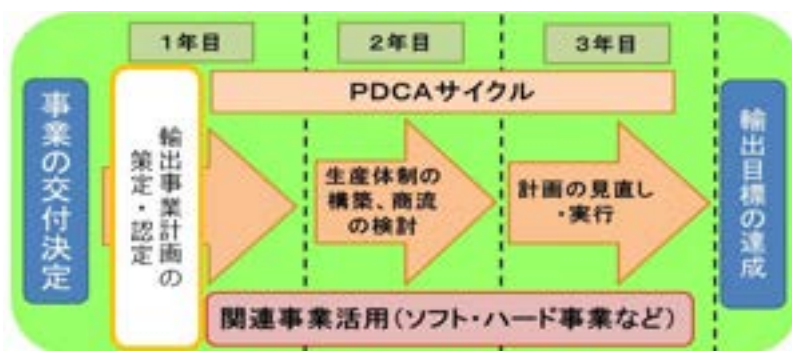 1年目
2年目
3年目
PDCAサイクル
事業の交付決定
輸出事業計画の
策定・認定
生産体制の
構築、商流
の検討
計画の見直し
・実行
輸出目標の達成
関連事業活用（ソフト・ハード事業など）